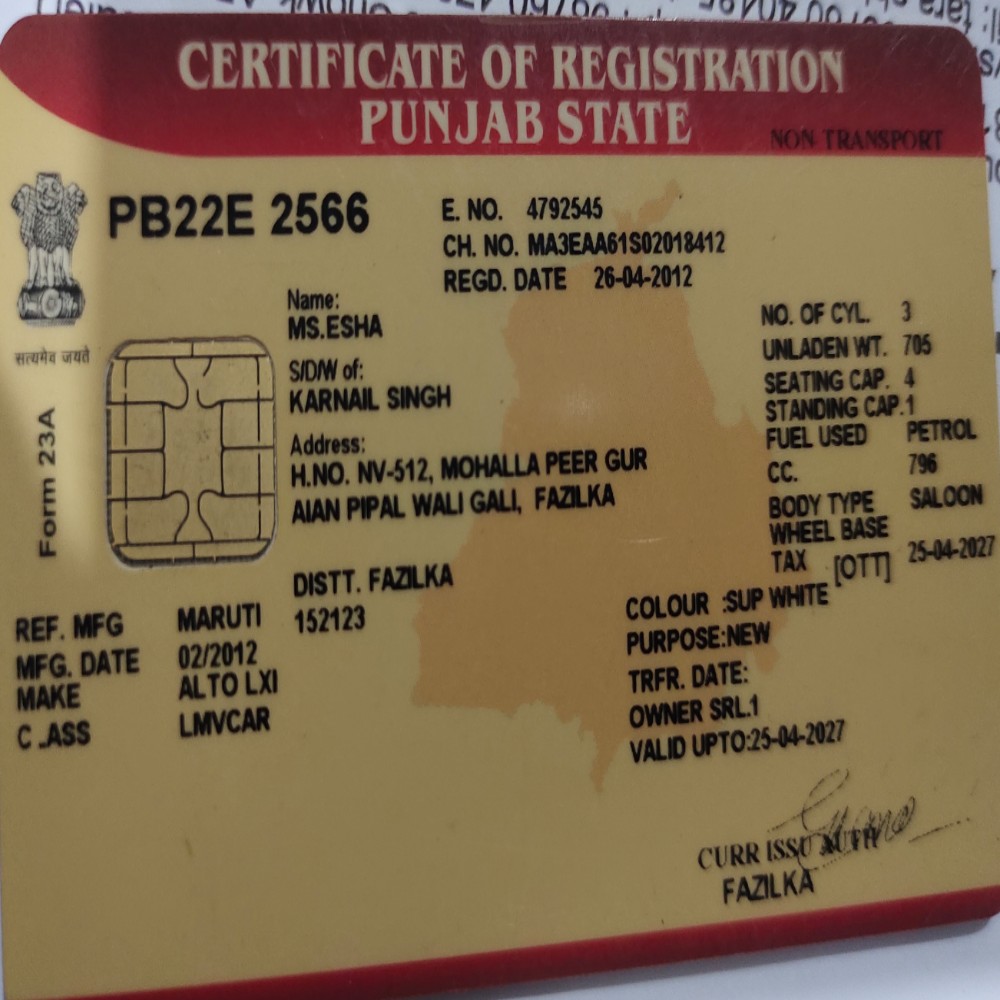 CERTIFICATE OF REGISTRATION
PUNJAB STATE
NON TRANSPORT
PB22E 2566
E. NO. 4792545
CH. NO. MA3EAA61S02018412
REGD. DATE 26-04-2012
सत्यमेव जयते
Form 23A
Name:
MS.ESHA
S/D/W of:
KARNAIL SINGH
Address:
H.NO. NV-512, MOHALLA PEER GUR
AIAN PIPAL WALI GALI, FAZILKA
DISTT. FAZILKA
152123
NO. OF CYL. 3
UNLADEN WT. 705
SEATING CAP. 4
STANDING CAP.1
FUEL USED PETROL
CC. 796
BODY TYPE SALOON
WHEEL BASE
TAX [OTT] 25-04-2027
REF. MFG MARUTI
MFG. DATE 02/2012
MAKE ALTO LXI
C .ASS LMVCAR
COLOUR :SUP WHITE
PURPOSE:NEW
TRFR. DATE:
OWNER SRL.1
VALID UPTO:25-04-2027
CURR ISSU AUTH
FAZILKA